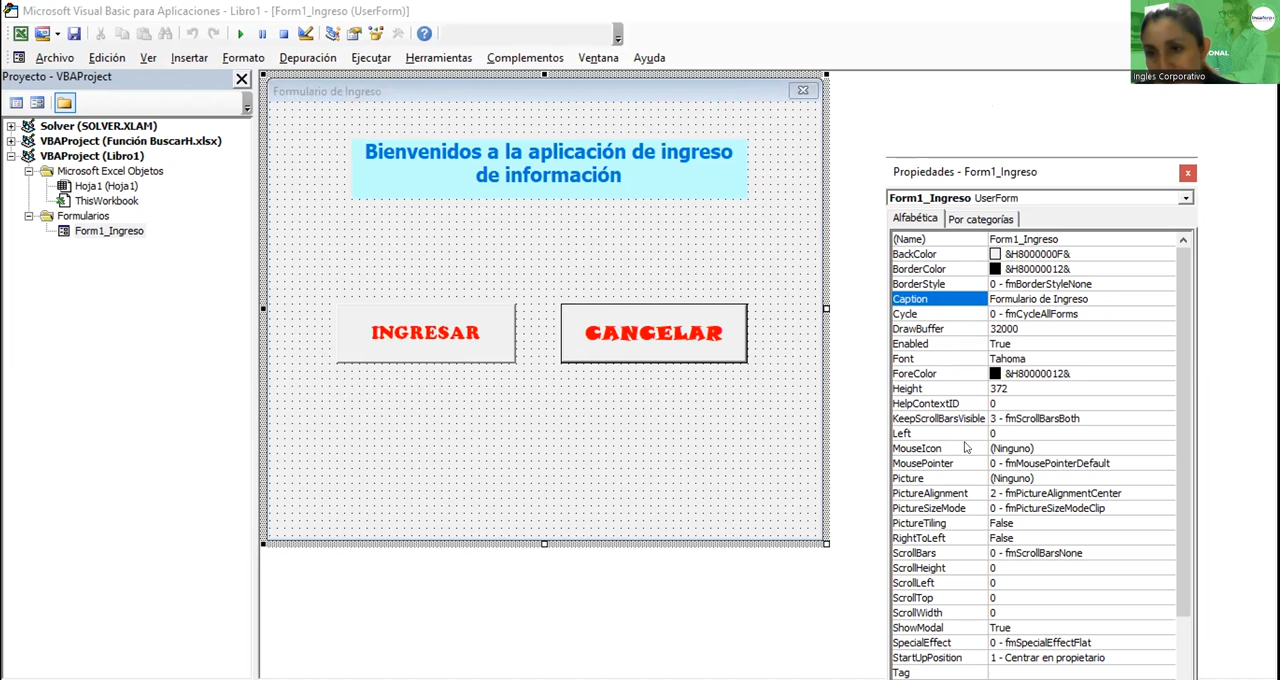 Microsoft Visual Basic para Aplicaciones - Libro1 - [Form1_Ingreso (UserForm)]
Archivo Edición Ver Insertar Formato Depuración Ejecutar Herramientas Complementos Ventana Ayuda
Ingles Corporativo
Proyecto - VBAProject
Solver (SOLVER.XLAM)
VBAProject (Función BuscarH.xlsx)
VBAProject (Libro1)
Microsoft Excel Objetos
Hoja1 (Hoja1)
ThisWorkbook
Formularios
Form1_Ingreso
Formulario de Ingreso
Bienvenidos a la aplicación de ingreso
de información
INGRESAR
CANCELAR
Propiedades - Form1_Ingreso
Form1_Ingreso UserForm
Alfabética Por categorías
(Name) Form1_Ingreso
BackColor &H8000000F&
BorderColor &H80000012&
BorderStyle 0 - fmBorderStyleNone
Caption Formulario de Ingreso
Cycle 0 - fmCycleAllForms
DrawBuffer 32000
Enabled True
Font Tahoma
ForeColor &H80000012&
Height 372
HelpContextID 0
KeepScrollBarsVisible 3 - fmScrollBarsBoth
Left 0
MouseIcon (Ninguno)
MousePointer 0 - fmMousePointerDefault
Picture (Ninguno)
PictureAlignment 2 - fmPictureAlignmentCenter
PictureSizeMode 0 - fmPictureSizeModeClip
PictureTiling False
RightToLeft False
ScrollBars 0 - fmScrollBarsNone
ScrollHeight 0
ScrollLeft 0
ScrollTop 0
ScrollWidth 0
ShowModal True
SpecialEffect 0 - fmSpecialEffectFlat
StartUpPosition 1 - Centrar en propietario
Tag